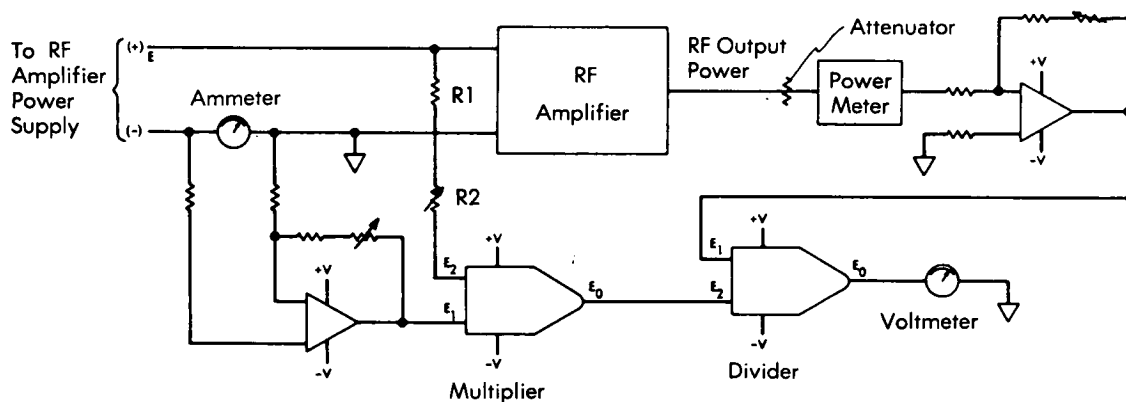 To RF
Amplifier
Power
Supply
(+)
E
(-)
Ammeter
R1
R2
RF
Amplifier
RF Output
Power
Attenuator
Power
Meter
+V
-V
+V
-V
E2
E1
+V
E0
-V
Multiplier
E1
E2
+V
E0
-V
Divider
Voltmeter